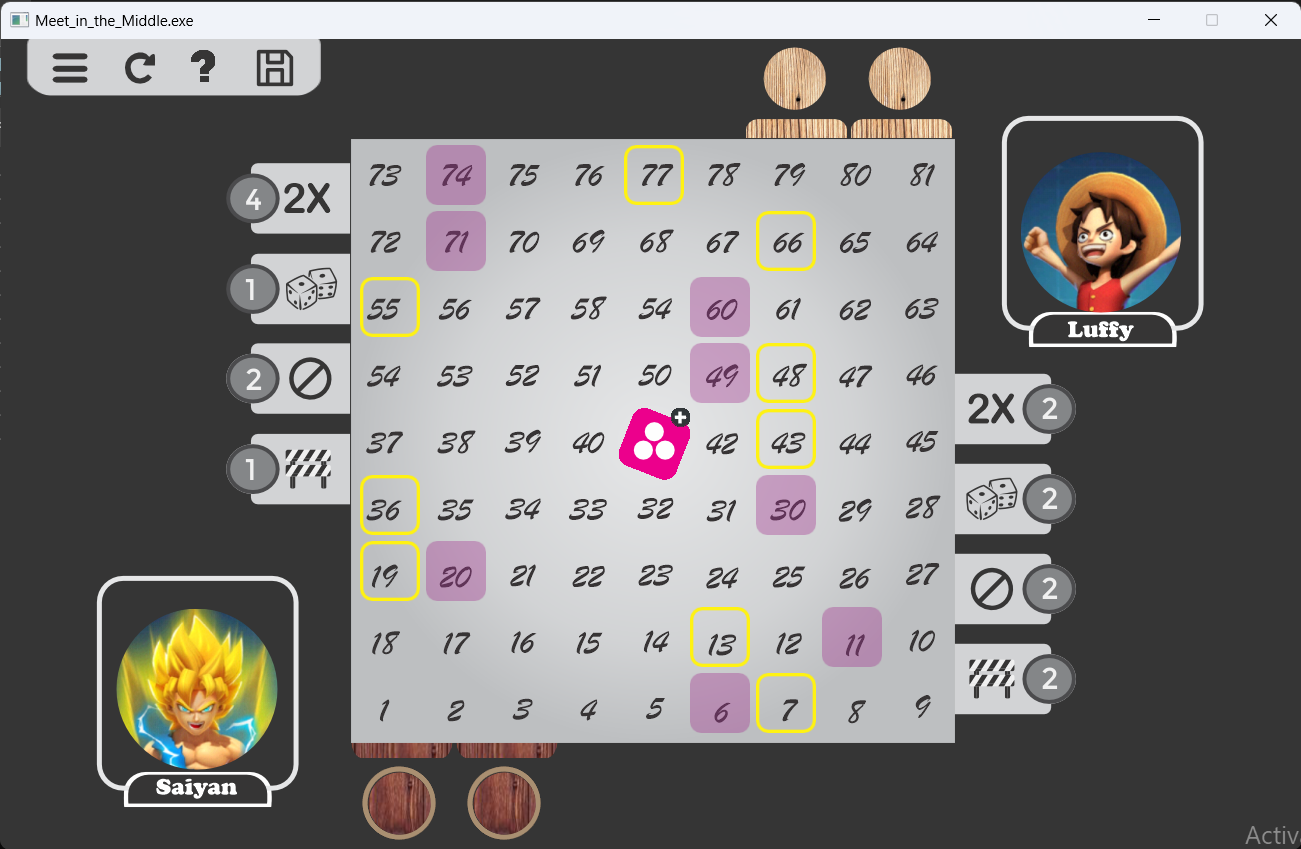 Meet_in_the_Middle.exe
?
73 74 75 76 77 78 79 80 81
4 2X
72 71 70 69 68 67 66 65 64
1
55 56 57 58 54 60 61 62 63
Luffy
2
54 53 52 51 50 49 48 47 46
2X 2
37 38 39 40 42 43 44 45
1
36 35 34 33 32 31 30 29 28
2
19 20 21 22 23 24 25 26 27
2
18 17 16 15 14 13 12 11 10
2
1 2 3 4 5 6 7 8 9
Saiyan
Activ